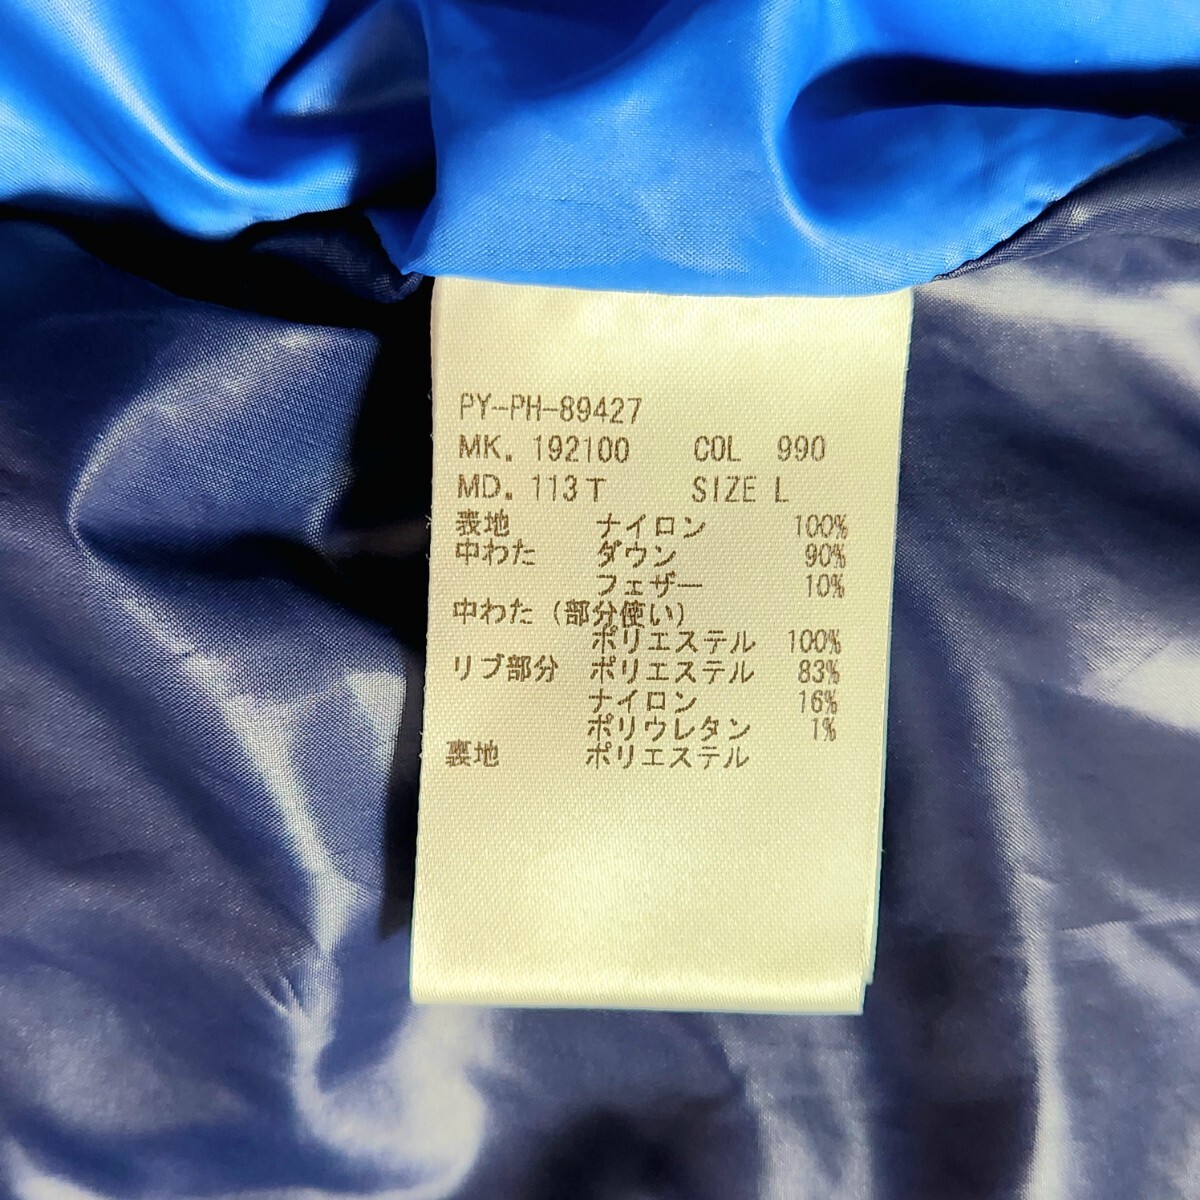 PY-PH-89427
MK. 192100 COL 990
MD. 113T SIZE L
表地 ナイロン 100%
中わた ダウン 90%
フェザー 10%
中わた（部分使い）
ポリエステル 100%
リブ部分 ポリエステル 83%
ナイロン 16%
ポリウレタン 1%
裏地 ポリエステル